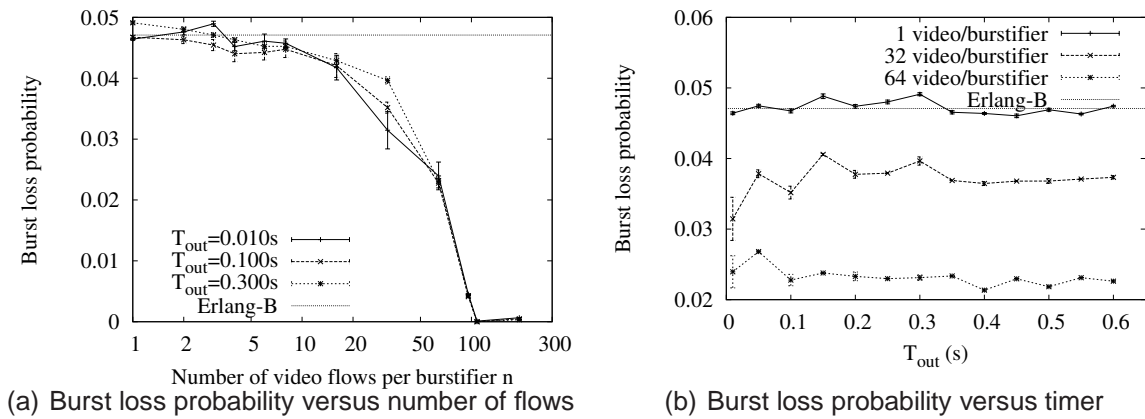 0.05
0.04
0.03
0.02
0.01
0
Burst loss probability
T_out=0.010s
T_out=0.100s
T_out=0.300s
Erlang-B
1 2 5 10 20 50 100 300
Number of video flows per burstifier n
(a) Burst loss probability versus number of flows
0.06
0.05
0.04
0.03
0.02
Burst loss probability
1 video/burstifier
32 video/burstifier
64 video/burstifier
Erlang-B
0 0.1 0.2 0.3 0.4 0.5 0.6
T_out (s)
(b) Burst loss probability versus timer